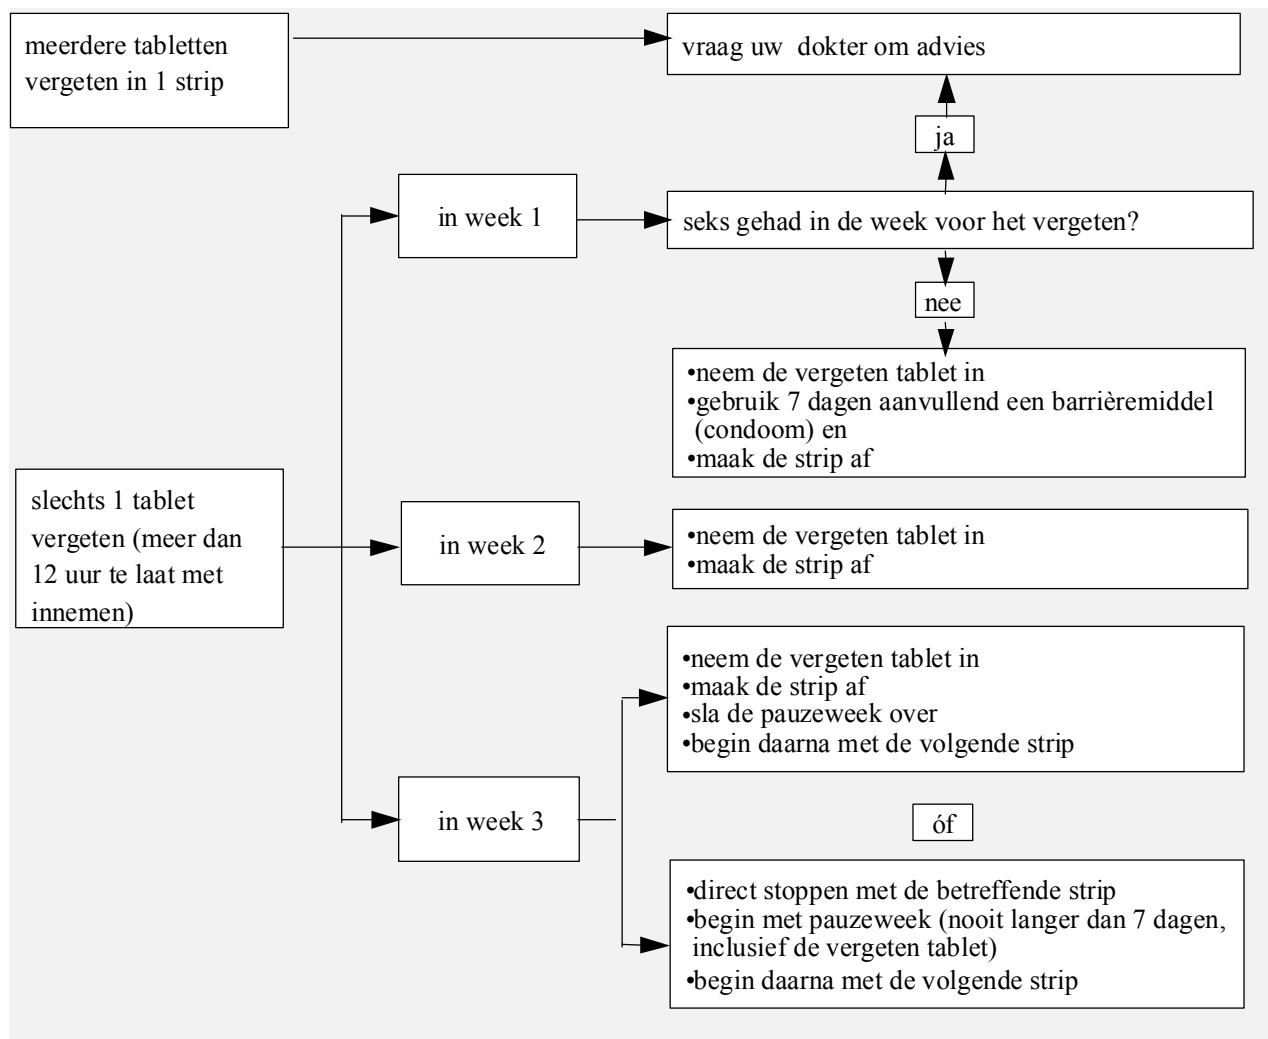 meerdere tabletten
vergeten in 1 strip
vraag uw dokter om advies
ja
in week 1
seks gehad in de week voor het vergeten?
nee
•neem de vergeten tablet in
•gebruik 7 dagen aanvullend een barrièremiddel
(condoom) en
•maak de strip af
slechts 1 tablet
vergeten (meer dan
12 uur te laat met
innemen)
in week 2
•neem de vergeten tablet in
•maak de strip af
in week 3
•neem de vergeten tablet in
•maak de strip af
•sla de pauzeweek over
•begin daarna met de volgende strip
óf
•direct stoppen met de betreffende strip
•begin met pauzeweek (nooit langer dan 7 dagen,
inclusief de vergeten tablet)
•begin daarna met de volgende strip